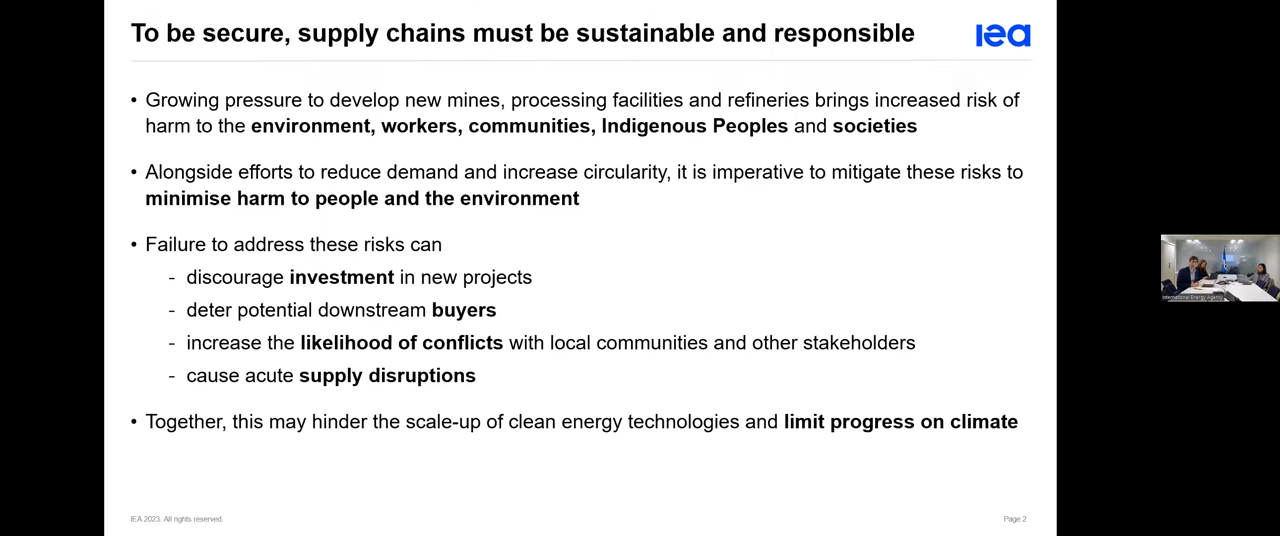 To be secure, supply chains must be sustainable and responsible
iea
• Growing pressure to develop new mines, processing facilities and refineries brings increased risk of
harm to the environment, workers, communities, Indigenous Peoples and societies
• Alongside efforts to reduce demand and increase circularity, it is imperative to mitigate these risks to
minimise harm to people and the environment
• Failure to address these risks can
- discourage investment in new projects
- deter potential downstream buyers
- increase the likelihood of conflicts with local communities and other stakeholders
- cause acute supply disruptions
• Together, this may hinder the scale-up of clean energy technologies and limit progress on climate
International Energy Agency
IEA 2023. All rights reserved.
Page 2